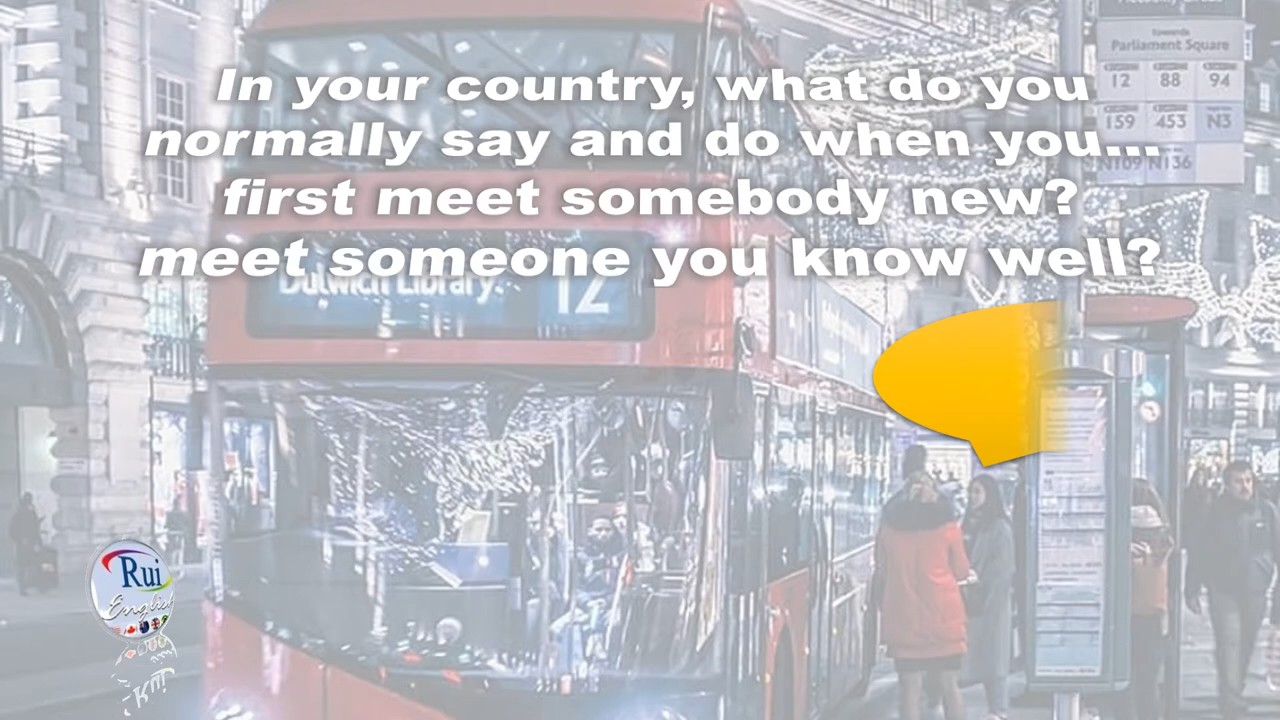 In your country, what do you
normally say and do when you...
first meet somebody new?
meet someone you know well?
towards
Parliament Square
12 88 94
159 453 N3
N109 N136
Dulwich Library
12
Rui
English